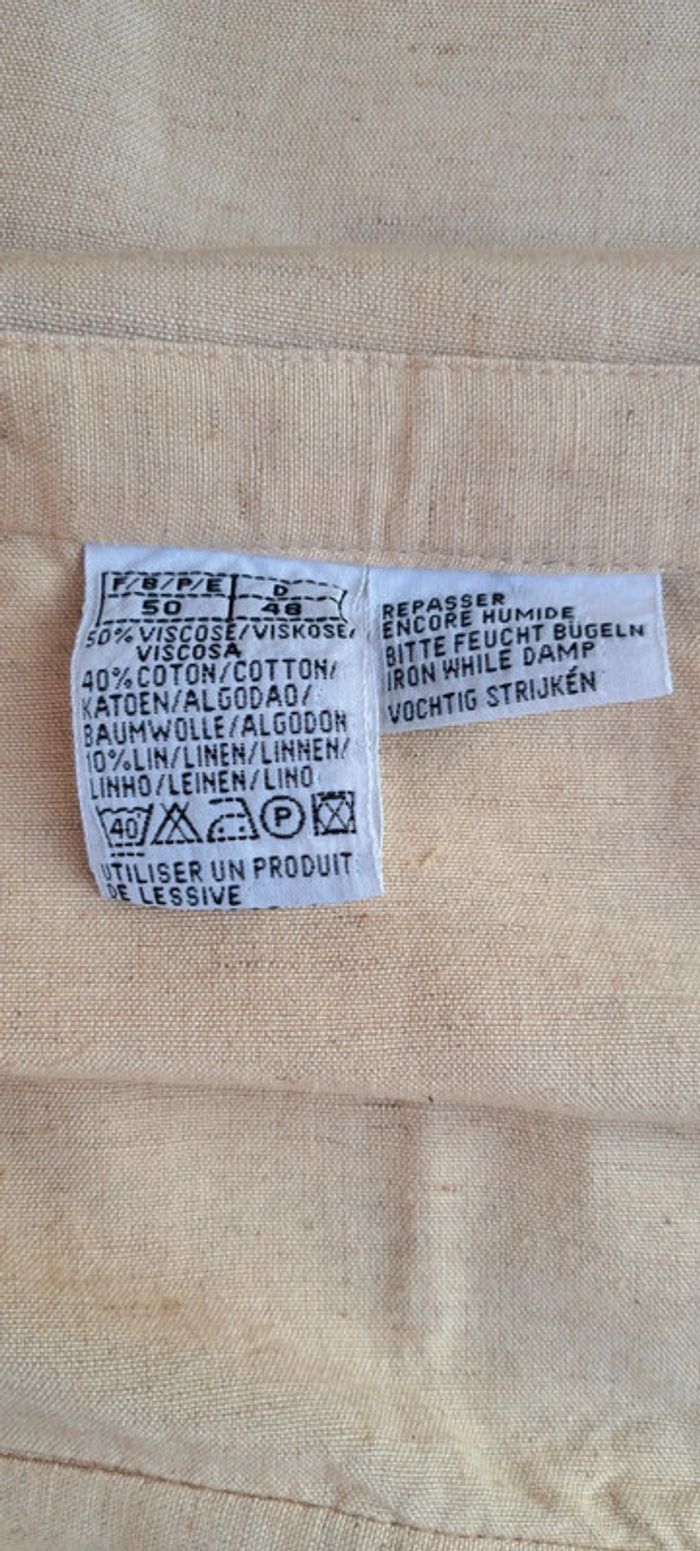 F/B/P/E D
50 48
50% VISCOSE/VISKOSE/
VISCOSA
40% COTON/COTTON/
KATOEN/ALGODAO/
BAUMWOLLE/ALGODON
10% LIN/LINEN/LINNEN/
LINHO/LEINEN/LINO
40 P
UTILISER UN PRODUIT
DE LESSIVE
REPASSER
ENCORE HUMIDE
BITTE FEUCHT BÜGELN
IRON WHILE DAMP
VOCHTIG STRIJKÉN